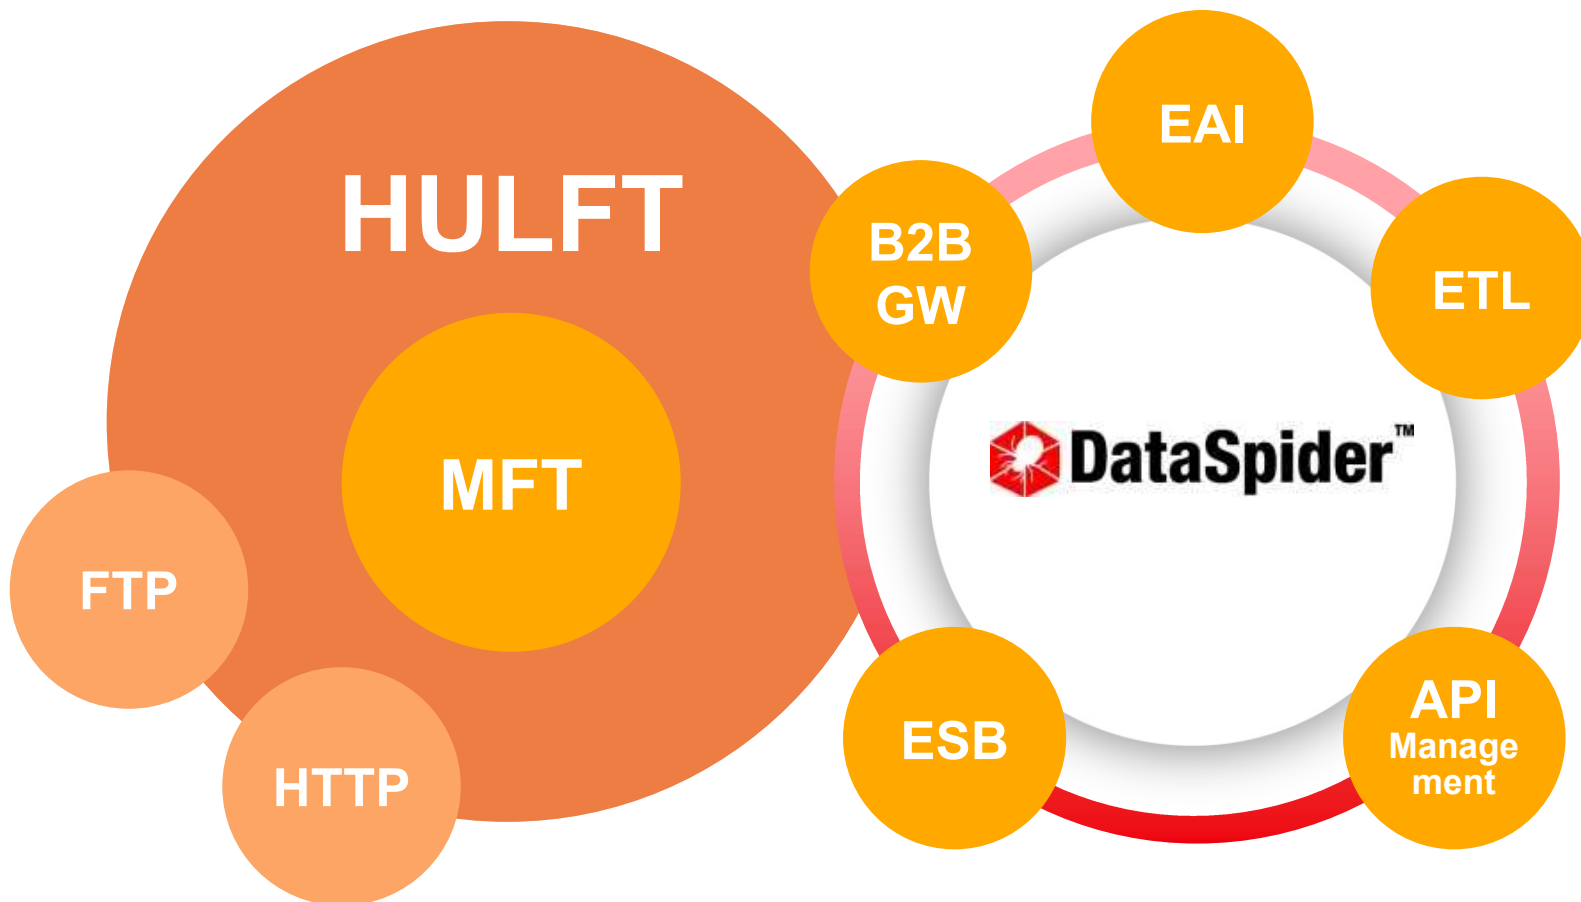 HULFT
MFT
FTP
HTTP
EAI
B2B
GW
ETL
DataSpider™
ESB
API
Manage
ment